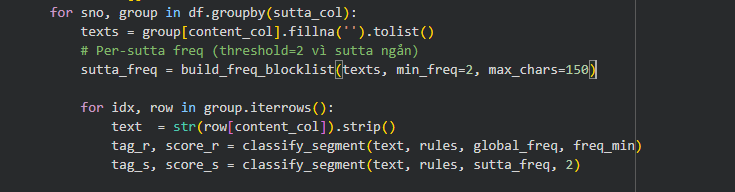 for sno, group in df.groupby(sutta_col):
    texts = group[content_col].fillna('').tolist()
    # Per-sutta freq (threshold=2 vì sutta ngắn)
    sutta_freq = build_freq_blocklist(texts, min_freq=2, max_chars=150)

    for idx, row in group.iterrows():
        text  = str(row[content_col]).strip()
        tag_r, score_r = classify_segment(text, rules, global_freq, freq_min)
        tag_s, score_s = classify_segment(text, rules, sutta_freq, 2)